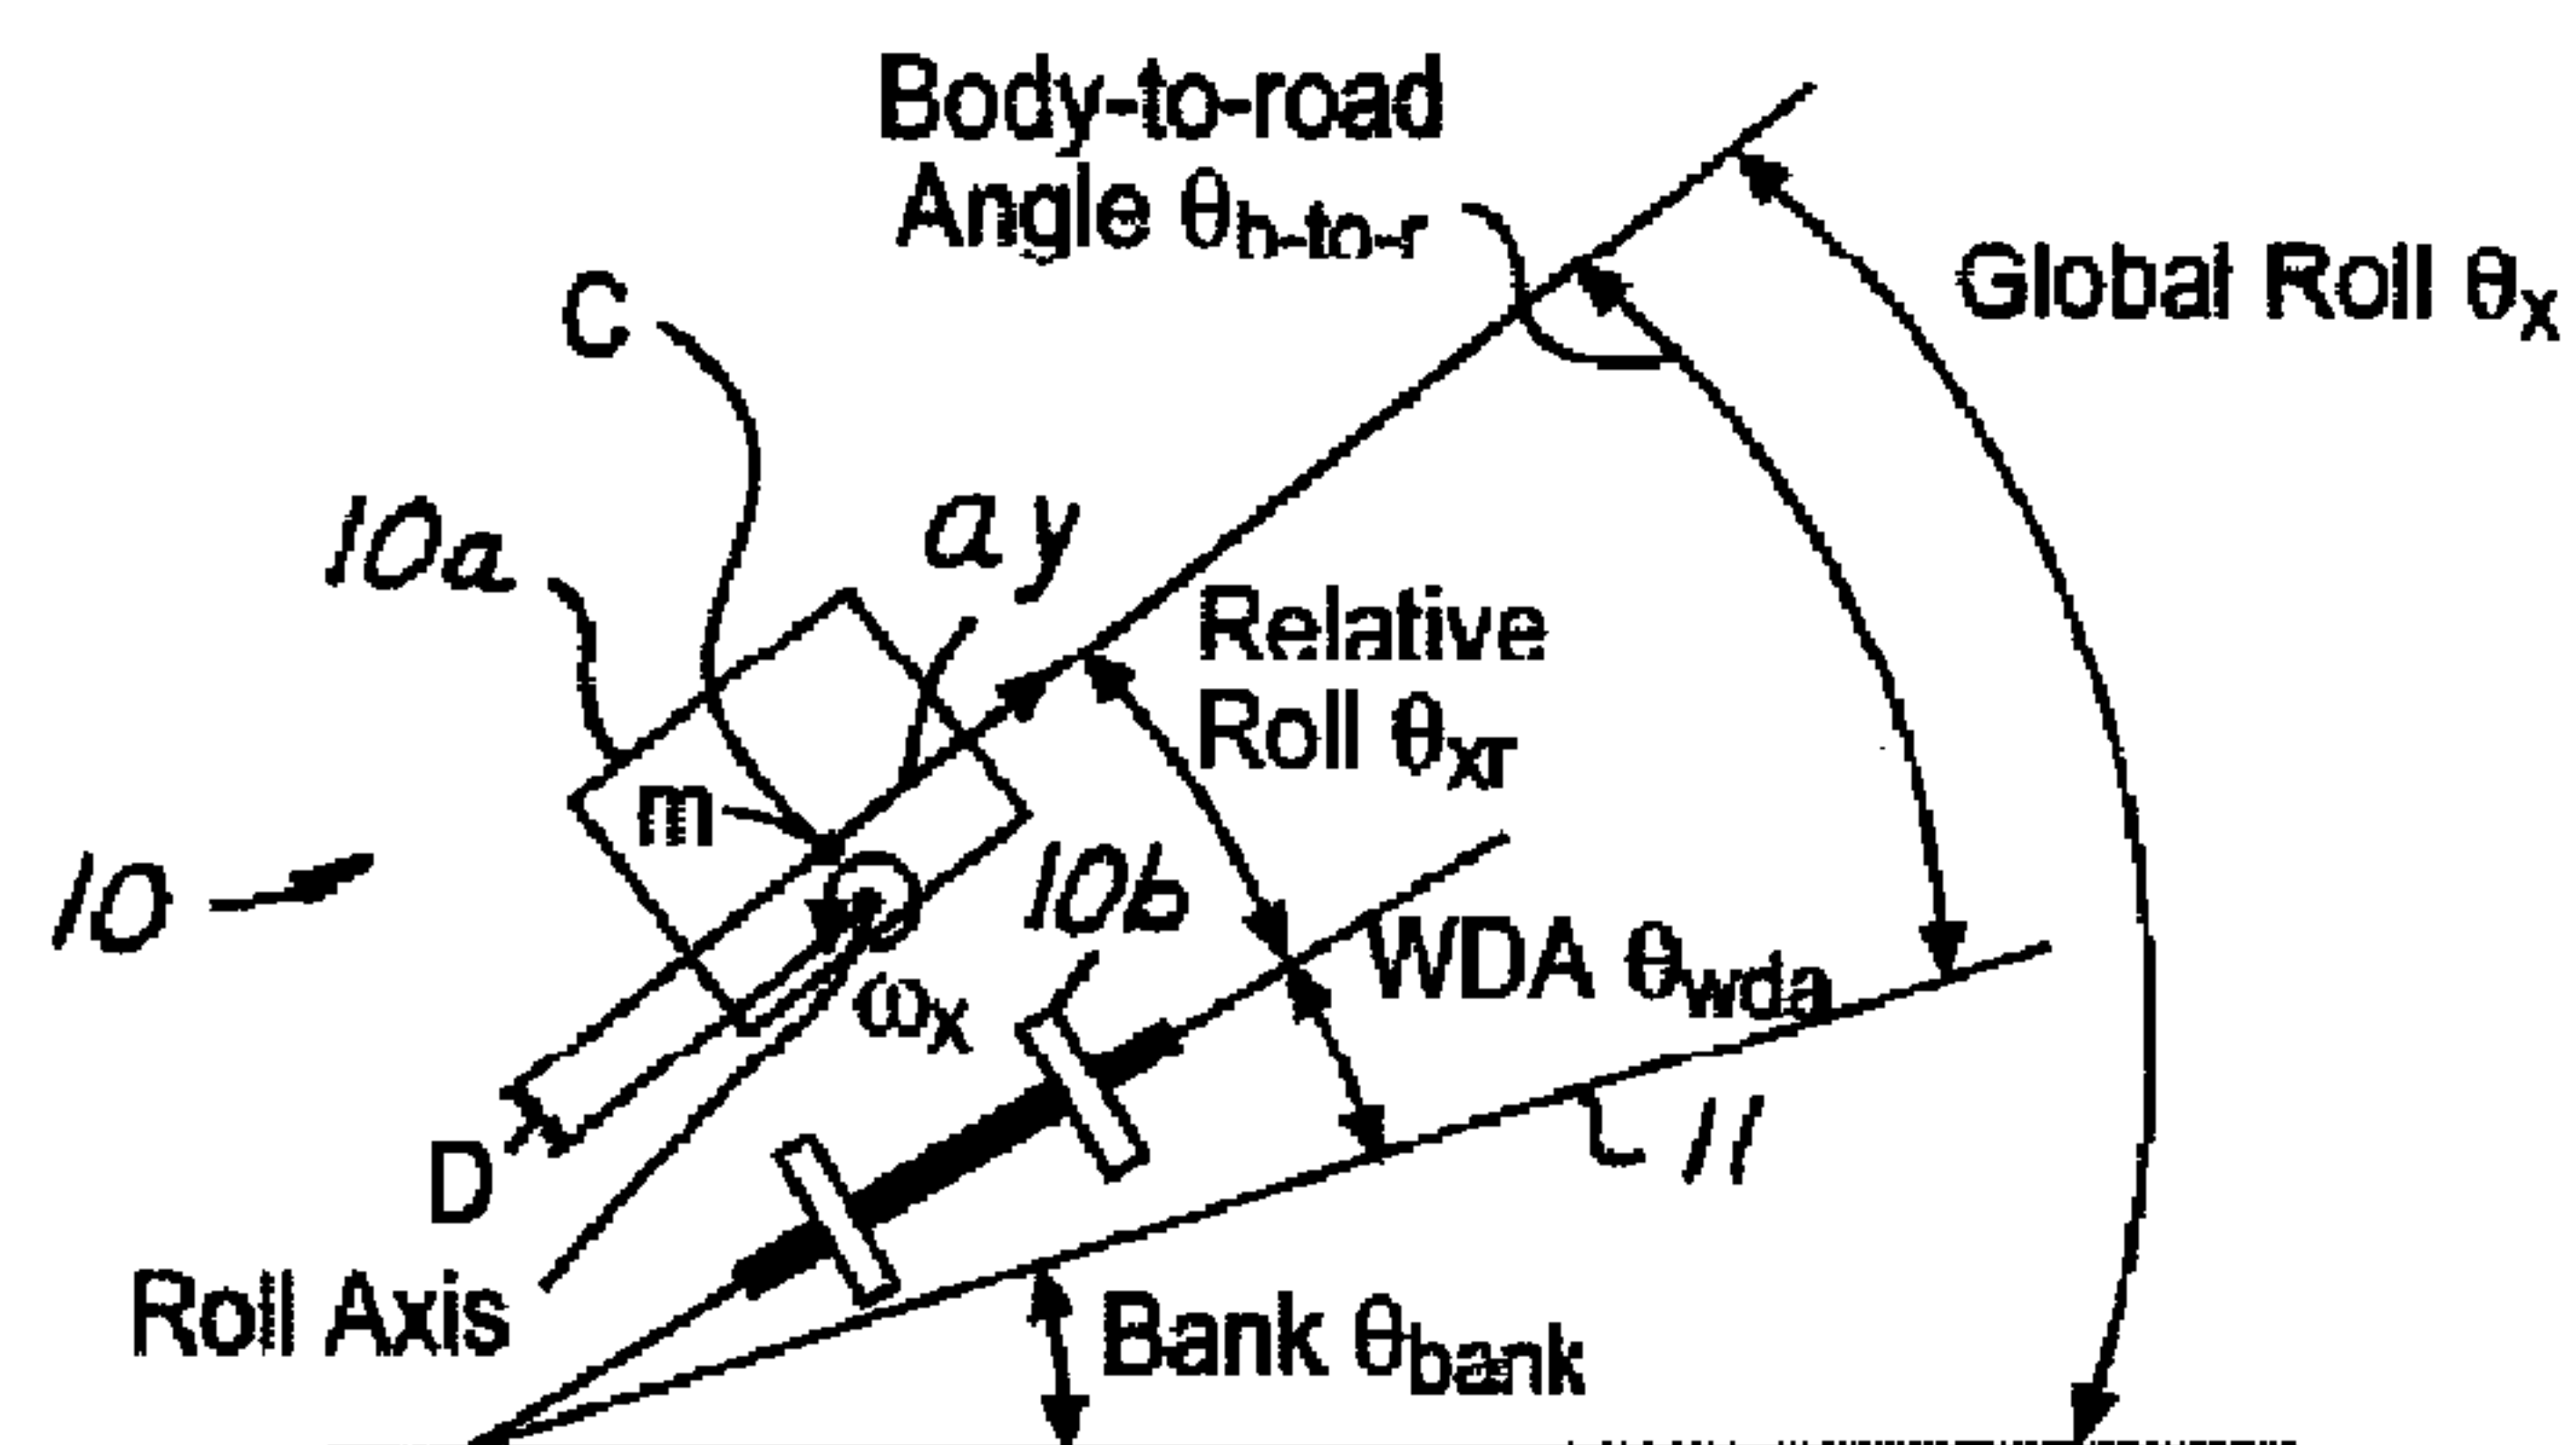 Body-to-road
Angle θb-to-r
Global Roll θx
C
10a
ay
Relative
Roll θxr
m
10
10b
WDA θwda
ωx
D
11
Roll Axis
Bank θbank